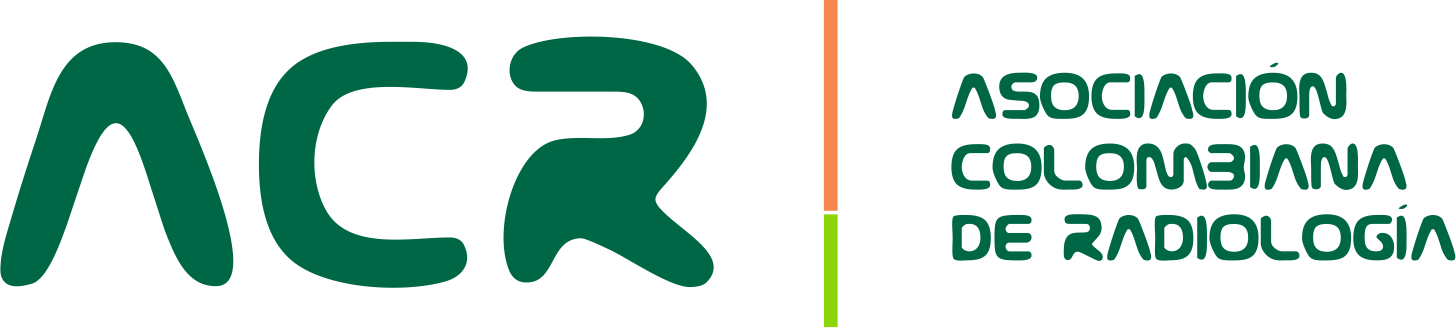 ACR
ASOCIACIÓN
COLOMBIANA
DE RADIOLOGÍA